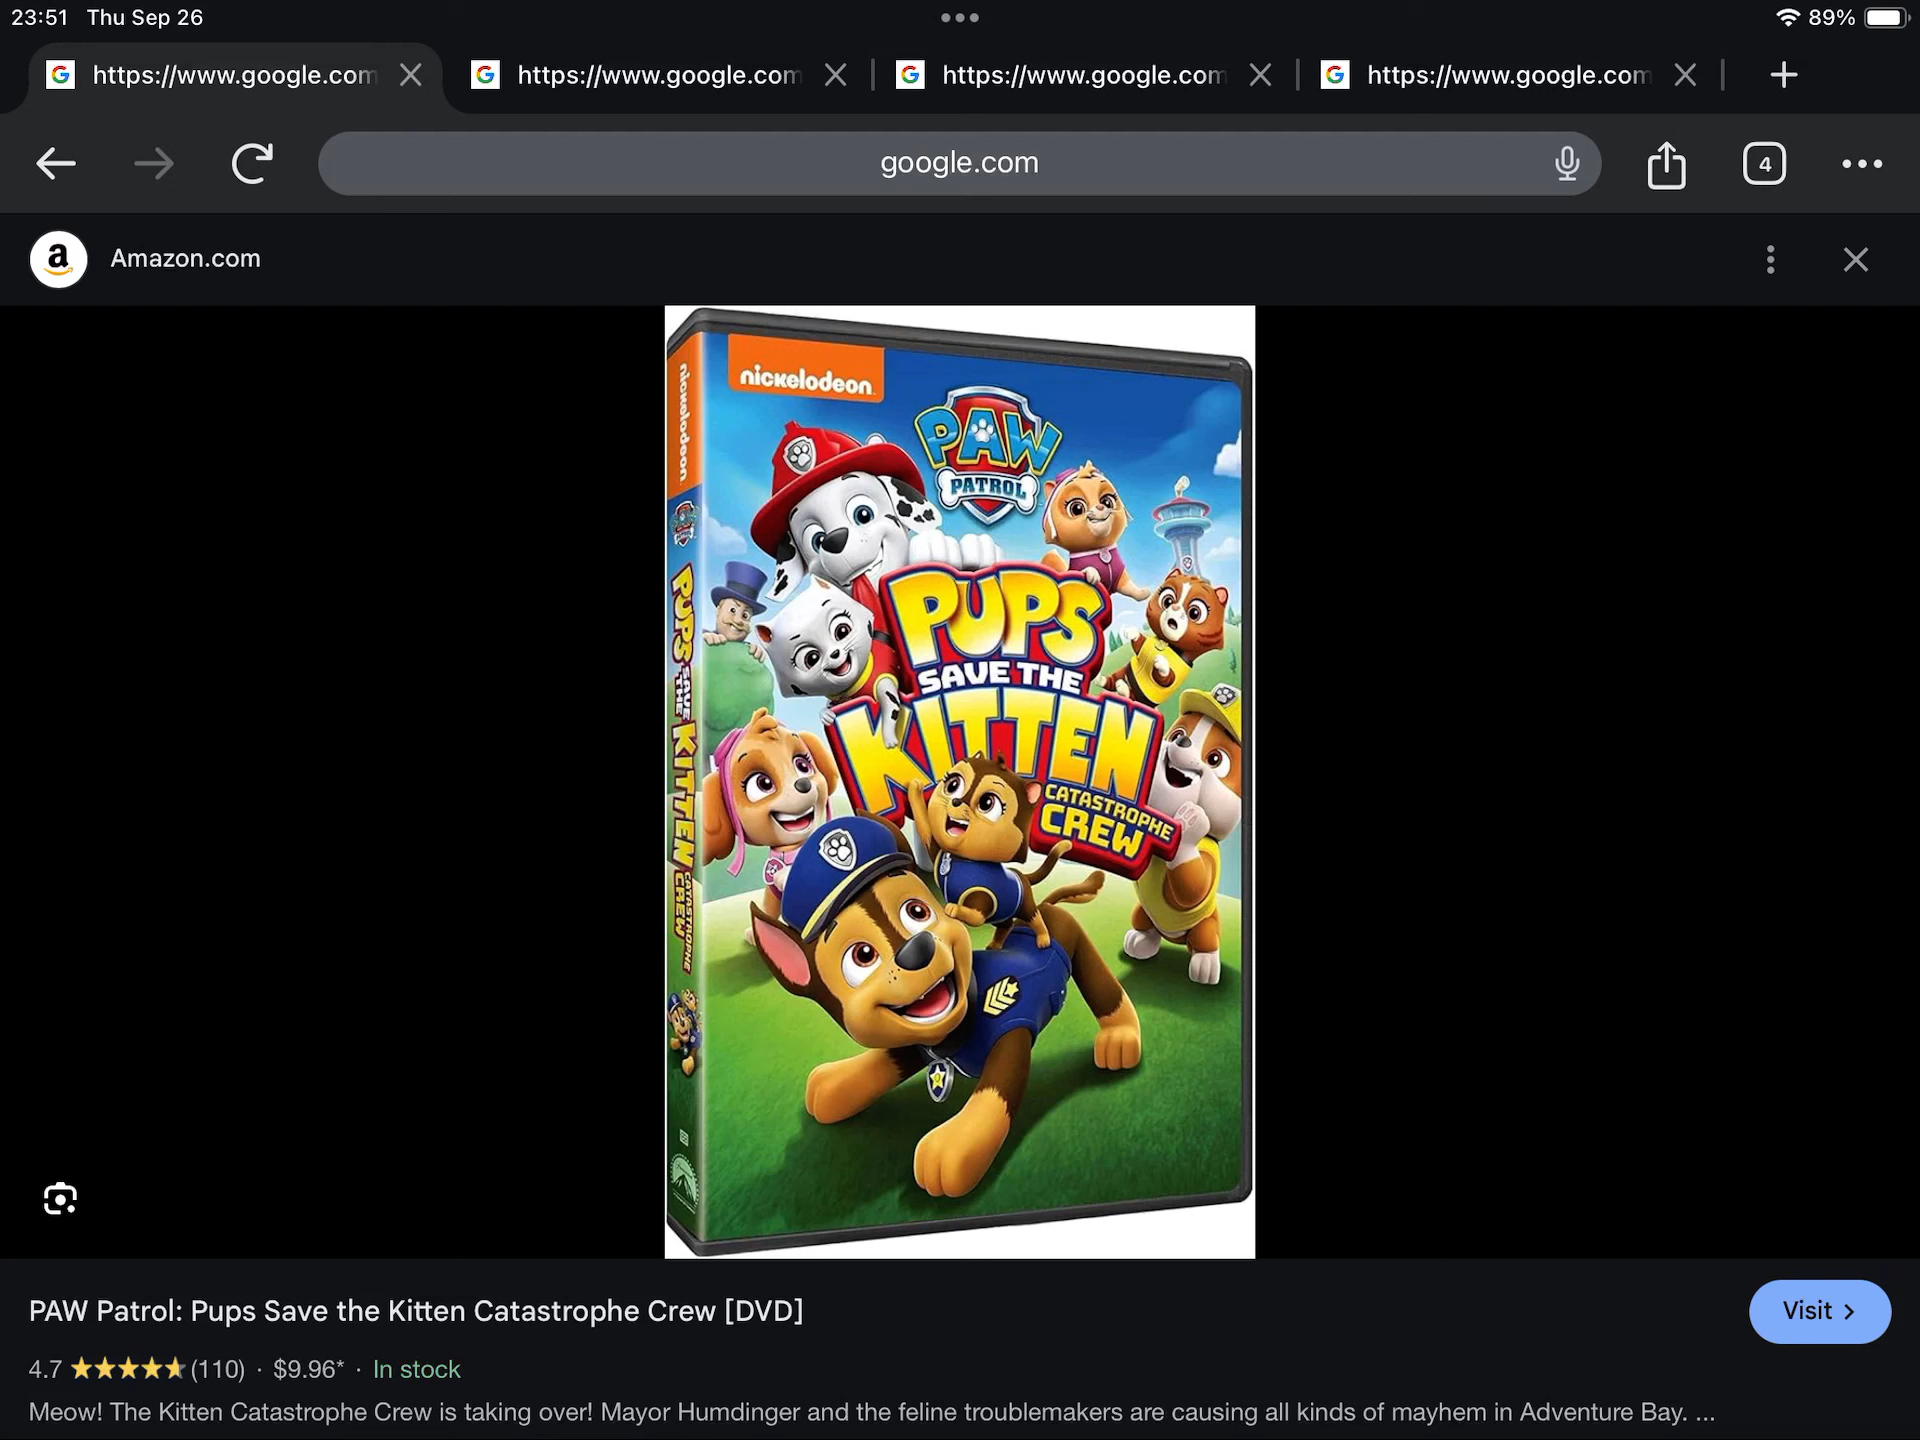 23:51 Thu Sep 26
89%
https://www.google.com
https://www.google.com
https://www.google.com
https://www.google.com
google.com
4
a
Amazon.com
nickelodeon
nickelodeon
PAW
PATROL
PUPS
SAVE THE
KITTEN
CATASTROPHE
CREW
PUPS SAVE THE KITTEN CATASTROPHE CREW
PAW Patrol: Pups Save the Kitten Catastrophe Crew [DVD]
Visit
4.7 (110) · $9.96* · In stock
Meow! The Kitten Catastrophe Crew is taking over! Mayor Humdinger and the feline troublemakers are causing all kinds of mayhem in Adventure Bay. ...